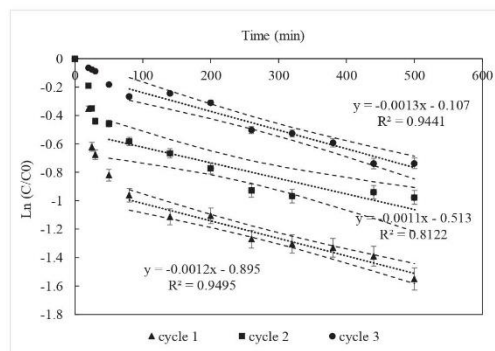 Time (min)
0 100 200 300 400 500 600
0
-0.2
-0.4
-0.6
-0.8
-1
-1.2
-1.4
-1.6
-1.8
Ln (C/C0)
y = -0.0013x - 0.107
R² = 0.9441
y = -0.0011x - 0.513
R² = 0.8122
y = -0.0012x - 0.895
R² = 0.9495
cycle 1 cycle 2 cycle 3